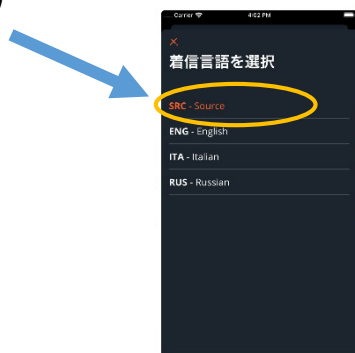 Carrier 4:02 PM
×
着信言語を選択
SRC - Source
ENG - English
ITA - Italian
RUS - Russian